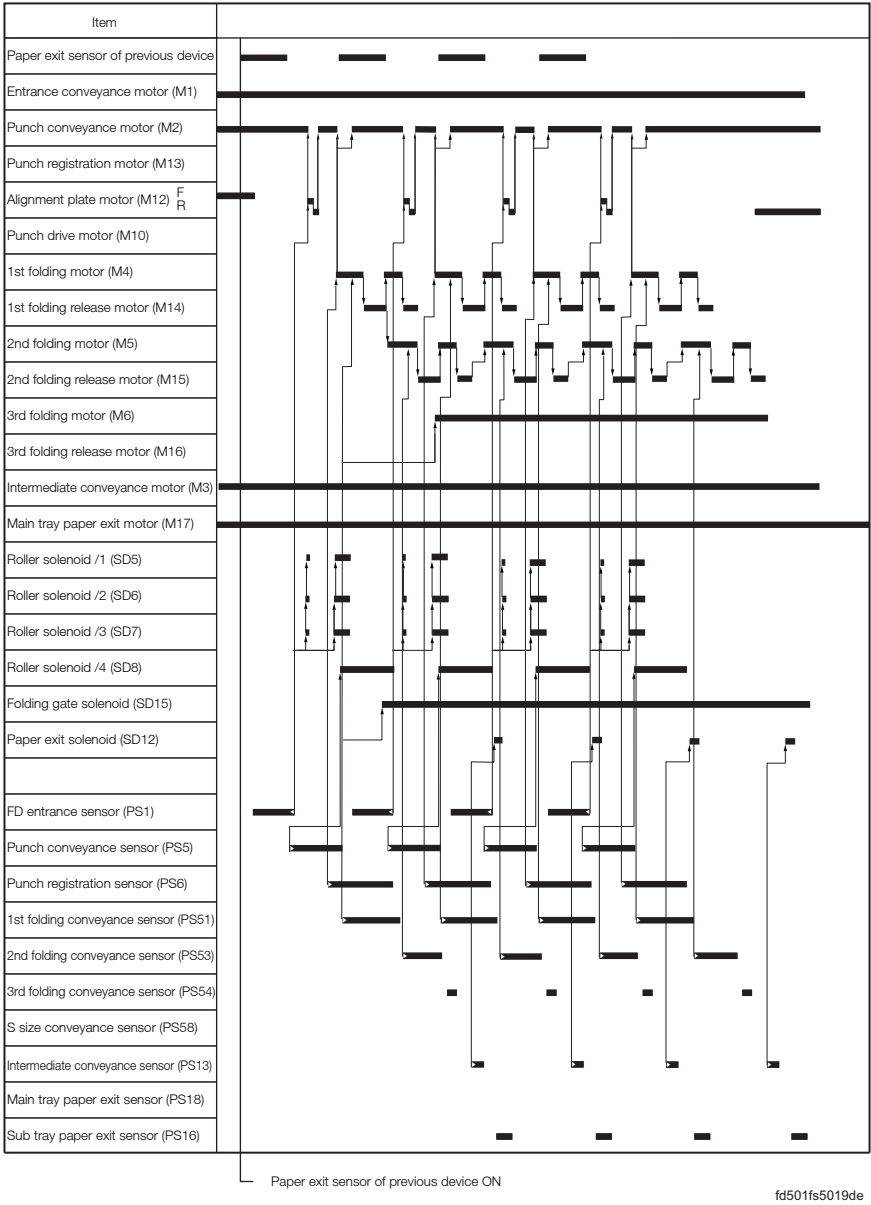 Item
Paper exit sensor of previous device
Entrance conveyance motor (M1)
Punch conveyance motor (M2)
Punch registration motor (M13)
Alignment plate motor (M12) F
R
Punch drive motor (M10)
1st folding motor (M4)
1st folding release motor (M14)
2nd folding motor (M5)
2nd folding release motor (M15)
3rd folding motor (M6)
3rd folding release motor (M16)
Intermediate conveyance motor (M3)
Main tray paper exit motor (M17)
Roller solenoid /1 (SD5)
Roller solenoid /2 (SD6)
Roller solenoid /3 (SD7)
Roller solenoid /4 (SD8)
Folding gate solenoid (SD15)
Paper exit solenoid (SD12)
FD entrance sensor (PS1)
Punch conveyance sensor (PS5)
Punch registration sensor (PS6)
1st folding conveyance sensor (PS51)
2nd folding conveyance sensor (PS53)
3rd folding conveyance sensor (PS54)
S size conveyance sensor (PS58)
Intermediate conveyance sensor (PS13)
Main tray paper exit sensor (PS18)
Sub tray paper exit sensor (PS16)
Paper exit sensor of previous device ON
fd501fs5019de